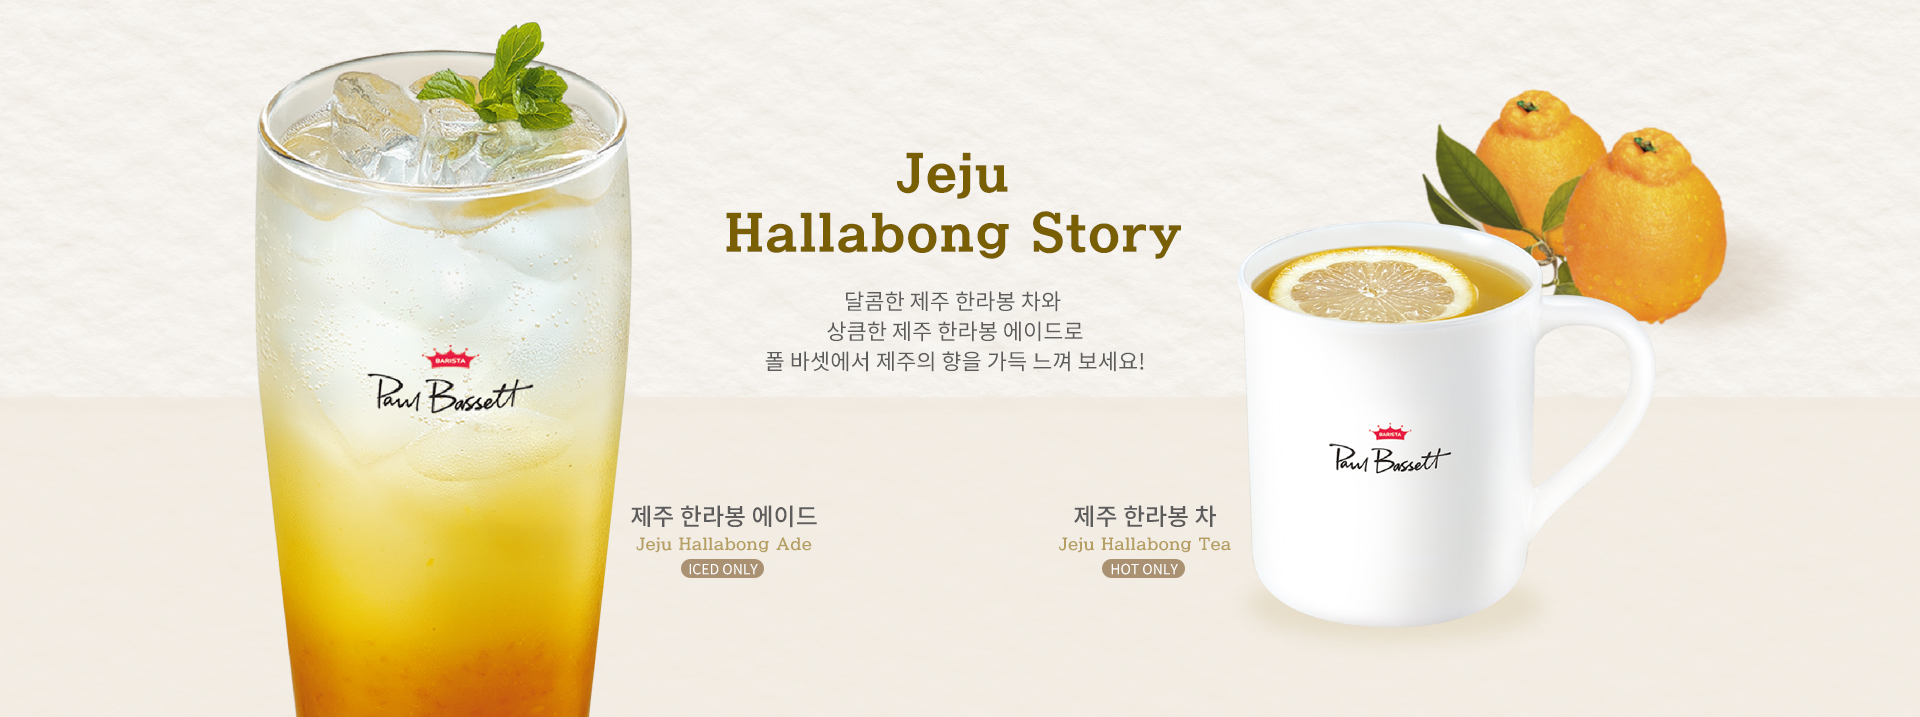 Jeju
Hallabong Story
달콤한 제주 한라봉 차와
상큼한 제주 한라봉 에이드로
폴 바셋에서 제주의 향을 가득 느껴 보세요!
BARISTA
Paul Bassett
제주 한라봉 에이드
Jeju Hallabong Ade
ICED ONLY
제주 한라봉 차
Jeju Hallabong Tea
HOT ONLY
BARISTA
Paul Bassett